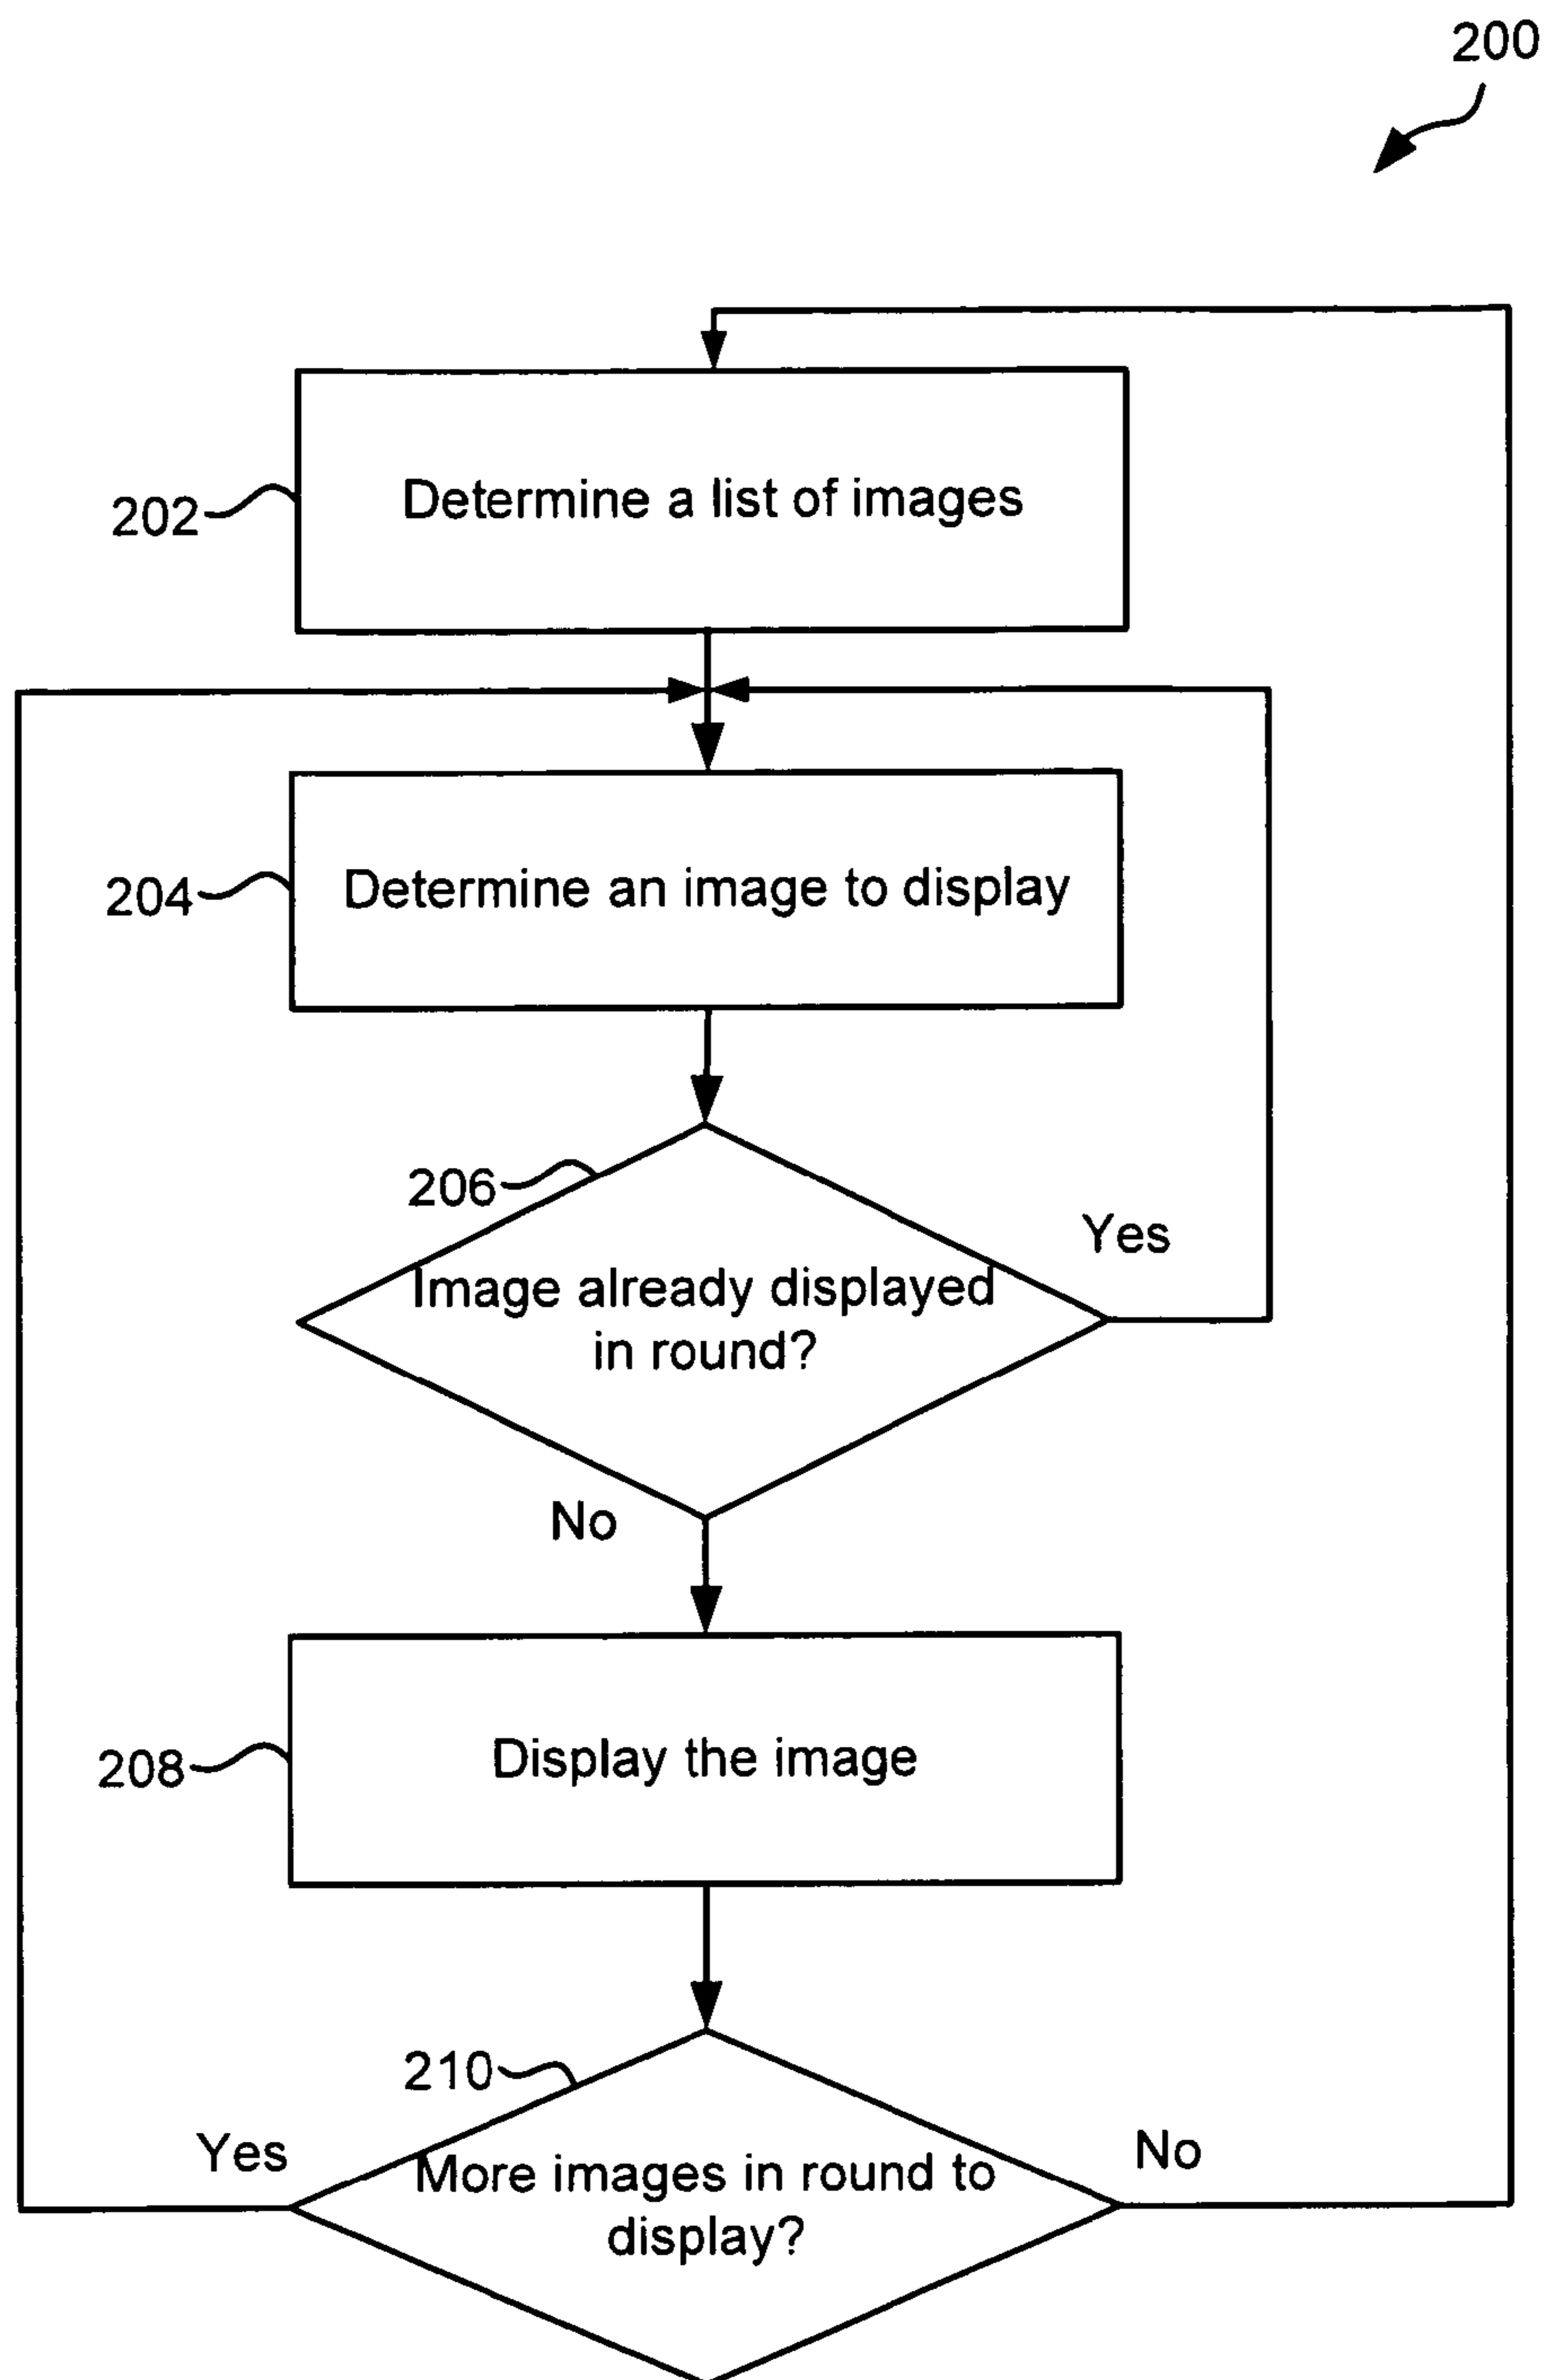 200
202
Determine a list of images
204
Determine an image to display
206
Yes
Image already displayed
in round?
No
208
Display the image
210
Yes
No
More images in round to
display?